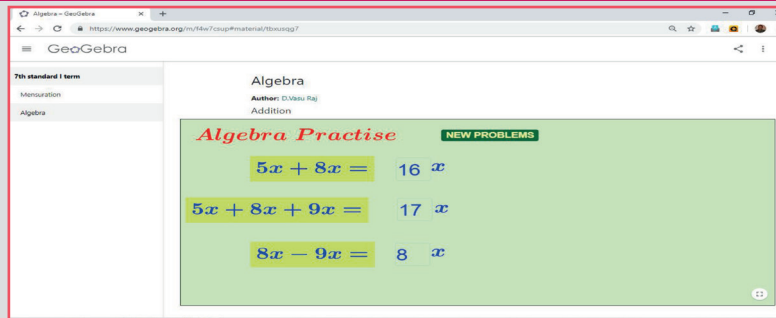 Algebra – GeoGebra
https://www.geogebra.org/m/f4w7csup#material/tbxusqg7
GeoGebra
7th standard I term
Mensuration
Algebra
Algebra
Author: D.Vasu Raj
Addition
Algebra Practise
NEW PROBLEMS
5x + 8x = 16 x
5x + 8x + 9x = 17 x
8x − 9x = 8 x